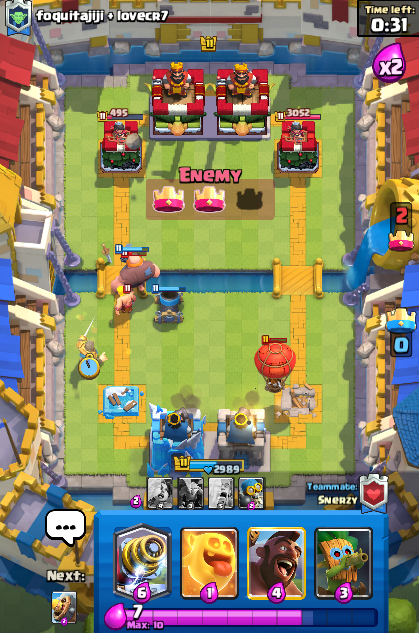 foquitajiji + lovecr7
Time left:
0:31
x2
495
3052
Enemy
2
0
2989
Teammate:
Snerzy
2
...
6
1
4
3
Next:
7
Max: 10